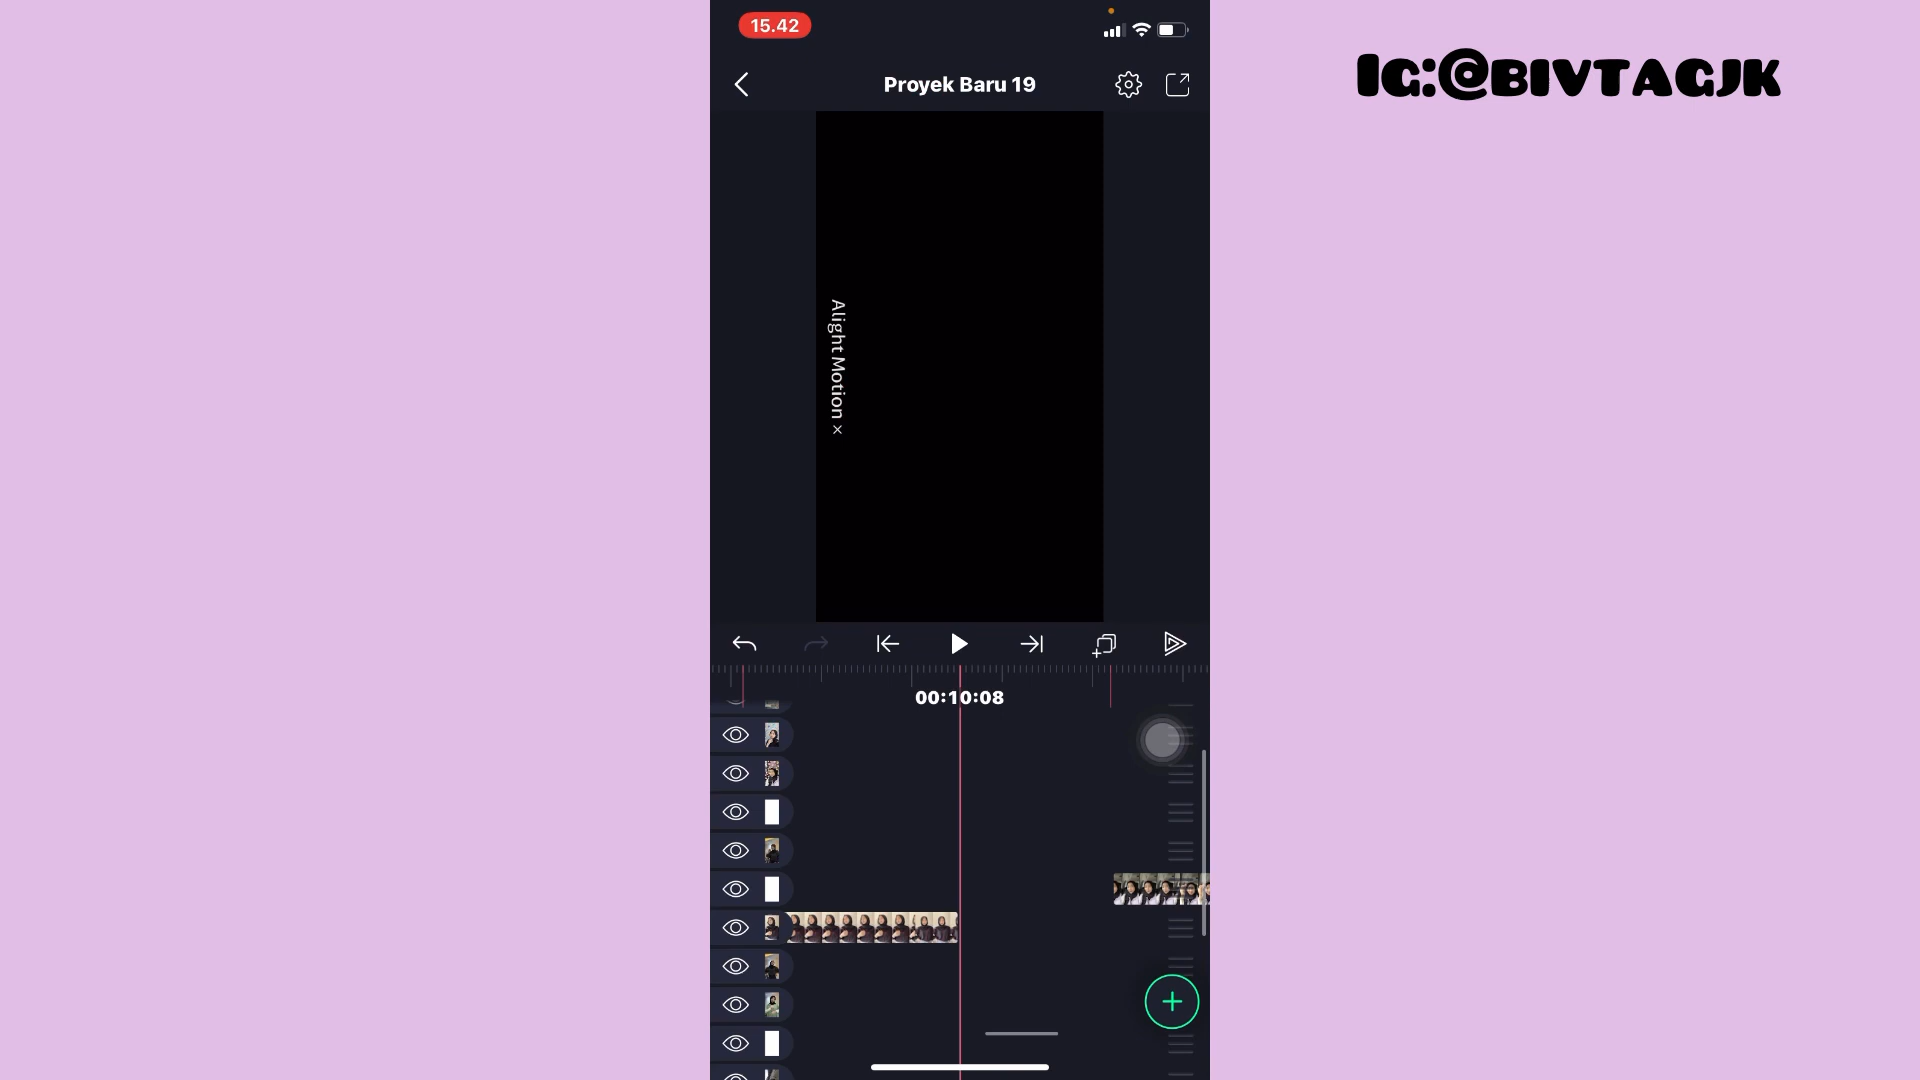 15.42
IG:@BIVTAGJK
Proyek Baru 19
Alight Motion ×
00:10:08